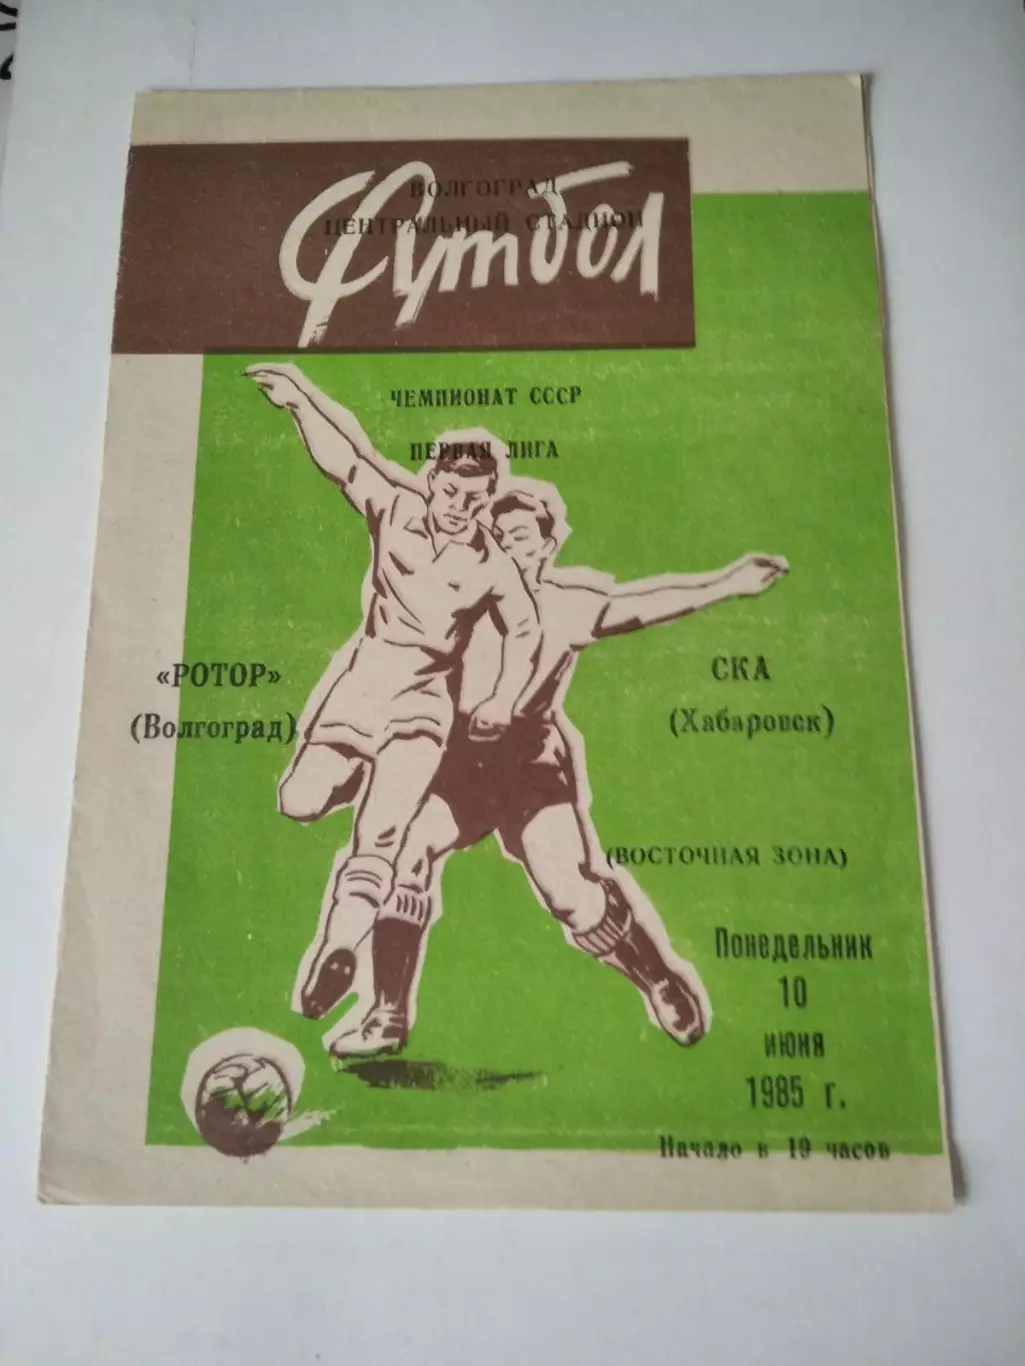 ВОЛГОГРАД
ЦЕНТРАЛЬНЫЙ СТАДИОН
Футбол
ЧЕМПИОНАТ СССР
ПЕРВАЯ ЛИГА
«РОТОР»
(Волгоград)
СКА
(Хабаровск)
(ВОСТОЧНАЯ ЗОНА)
Понедельник
10
июня
1985 г.
Начало в 19 часов